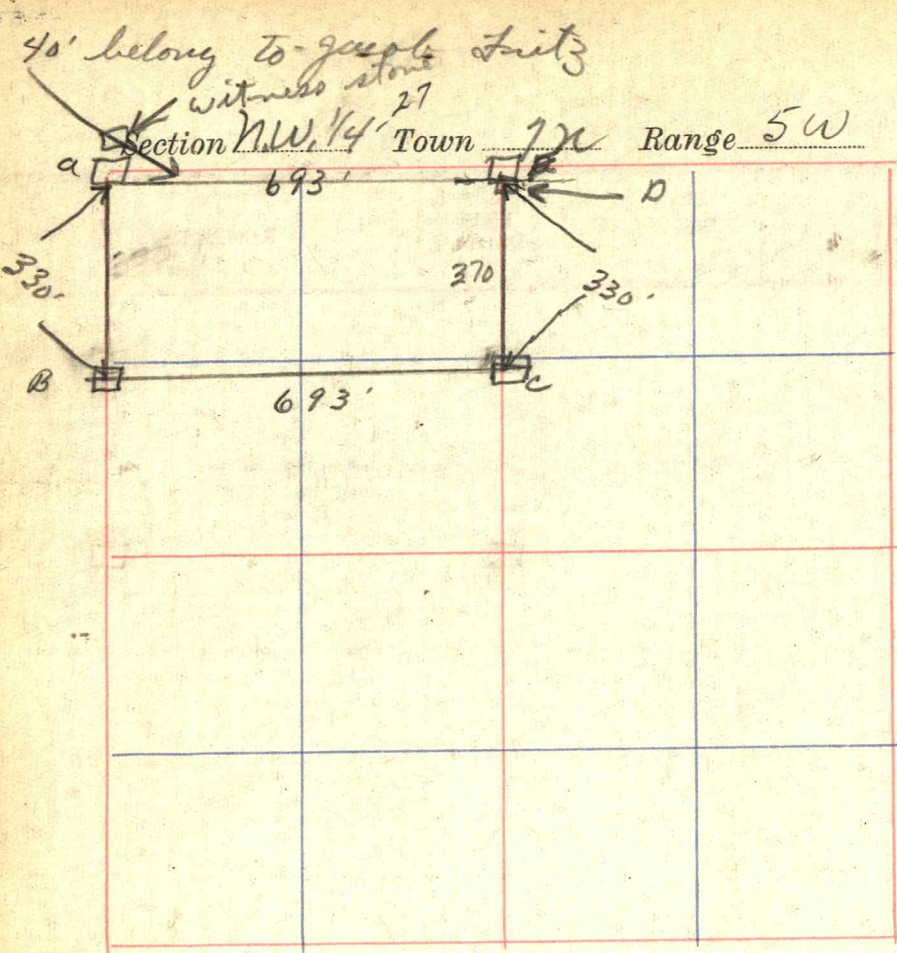 40' belong to Jacob Fritz
witness stone
Section N.W. 1/4 27 Town 7N Range 5W
a 693' E D
330' 370 330'
B 693' C